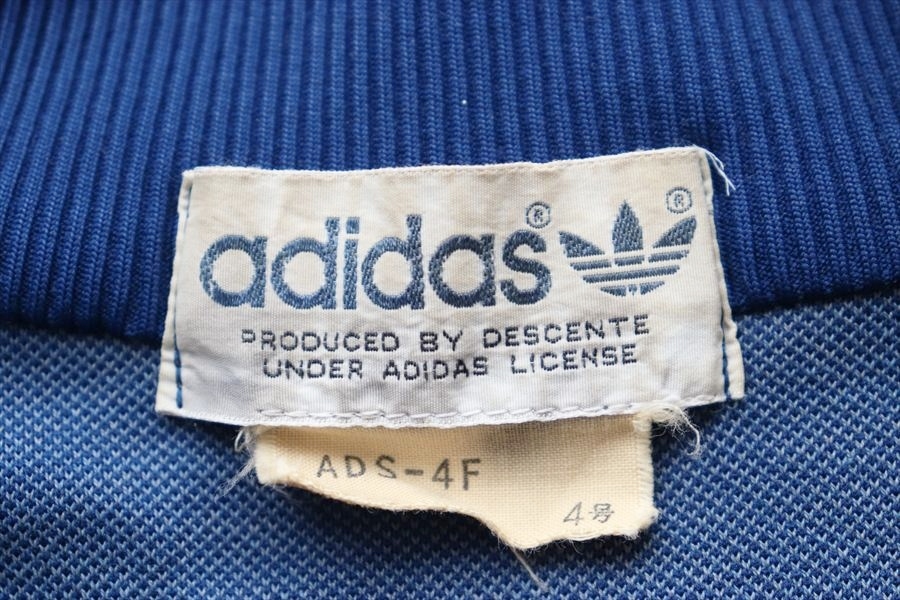 adidas® ®
PRODUCED BY DESCENTE
UNDER ADIDAS LICENSE
ADS-4F
4号